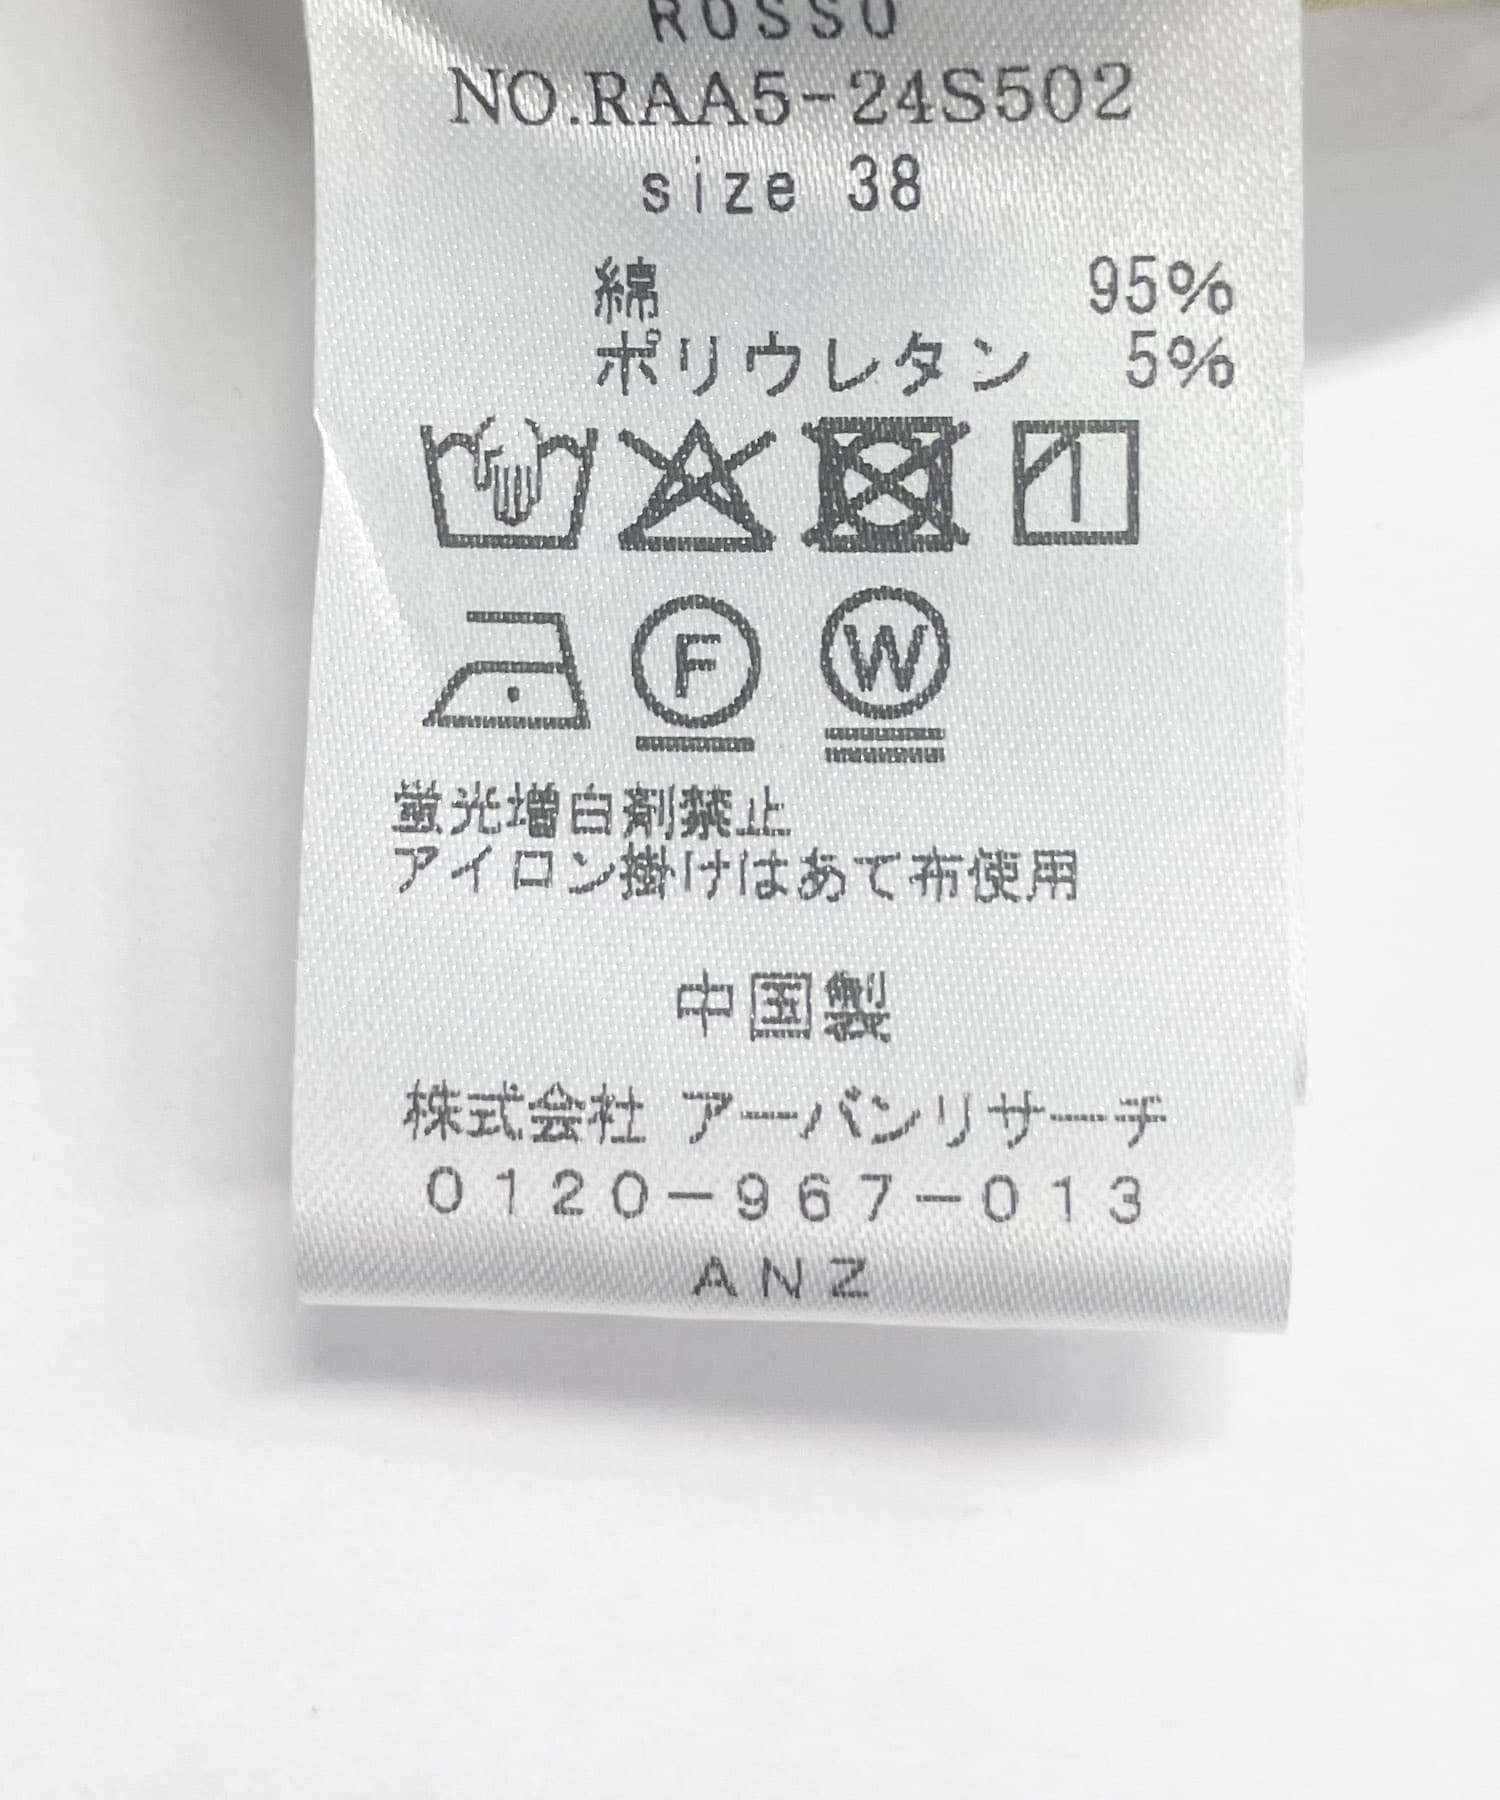 ROSSO
NO.RAA5-24S502
size 38
綿 95%
ポリウレタン 5%
F W
蛍光増白剤禁止
アイロン掛けはあて布使用
中国製
株式会社 アーバンリサーチ
0120-967-013
ANZ